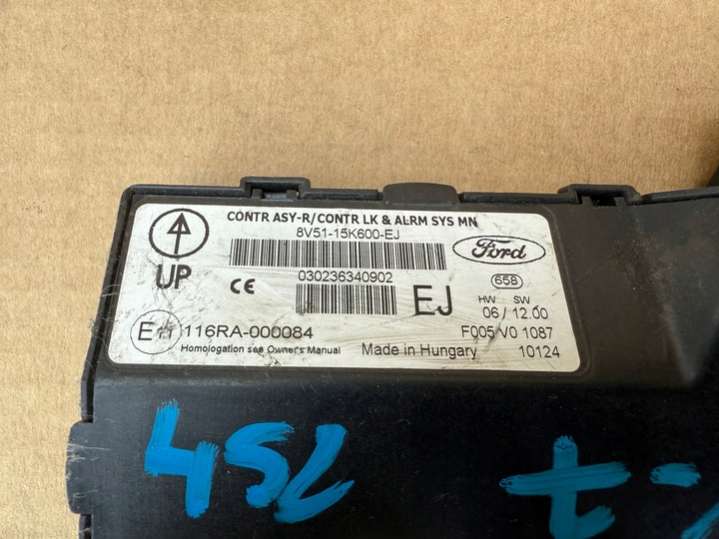 CONTR ASY-R/CONTR LK & ALRM SYS MN
8V51-15K600-EJ
Ford
UP
CE
030236340902
EJ
658
HW SW
06/12.00
E11 116RA-000084
F005 V0 1087
Homologation see Owner's Manual
Made in Hungary
10124